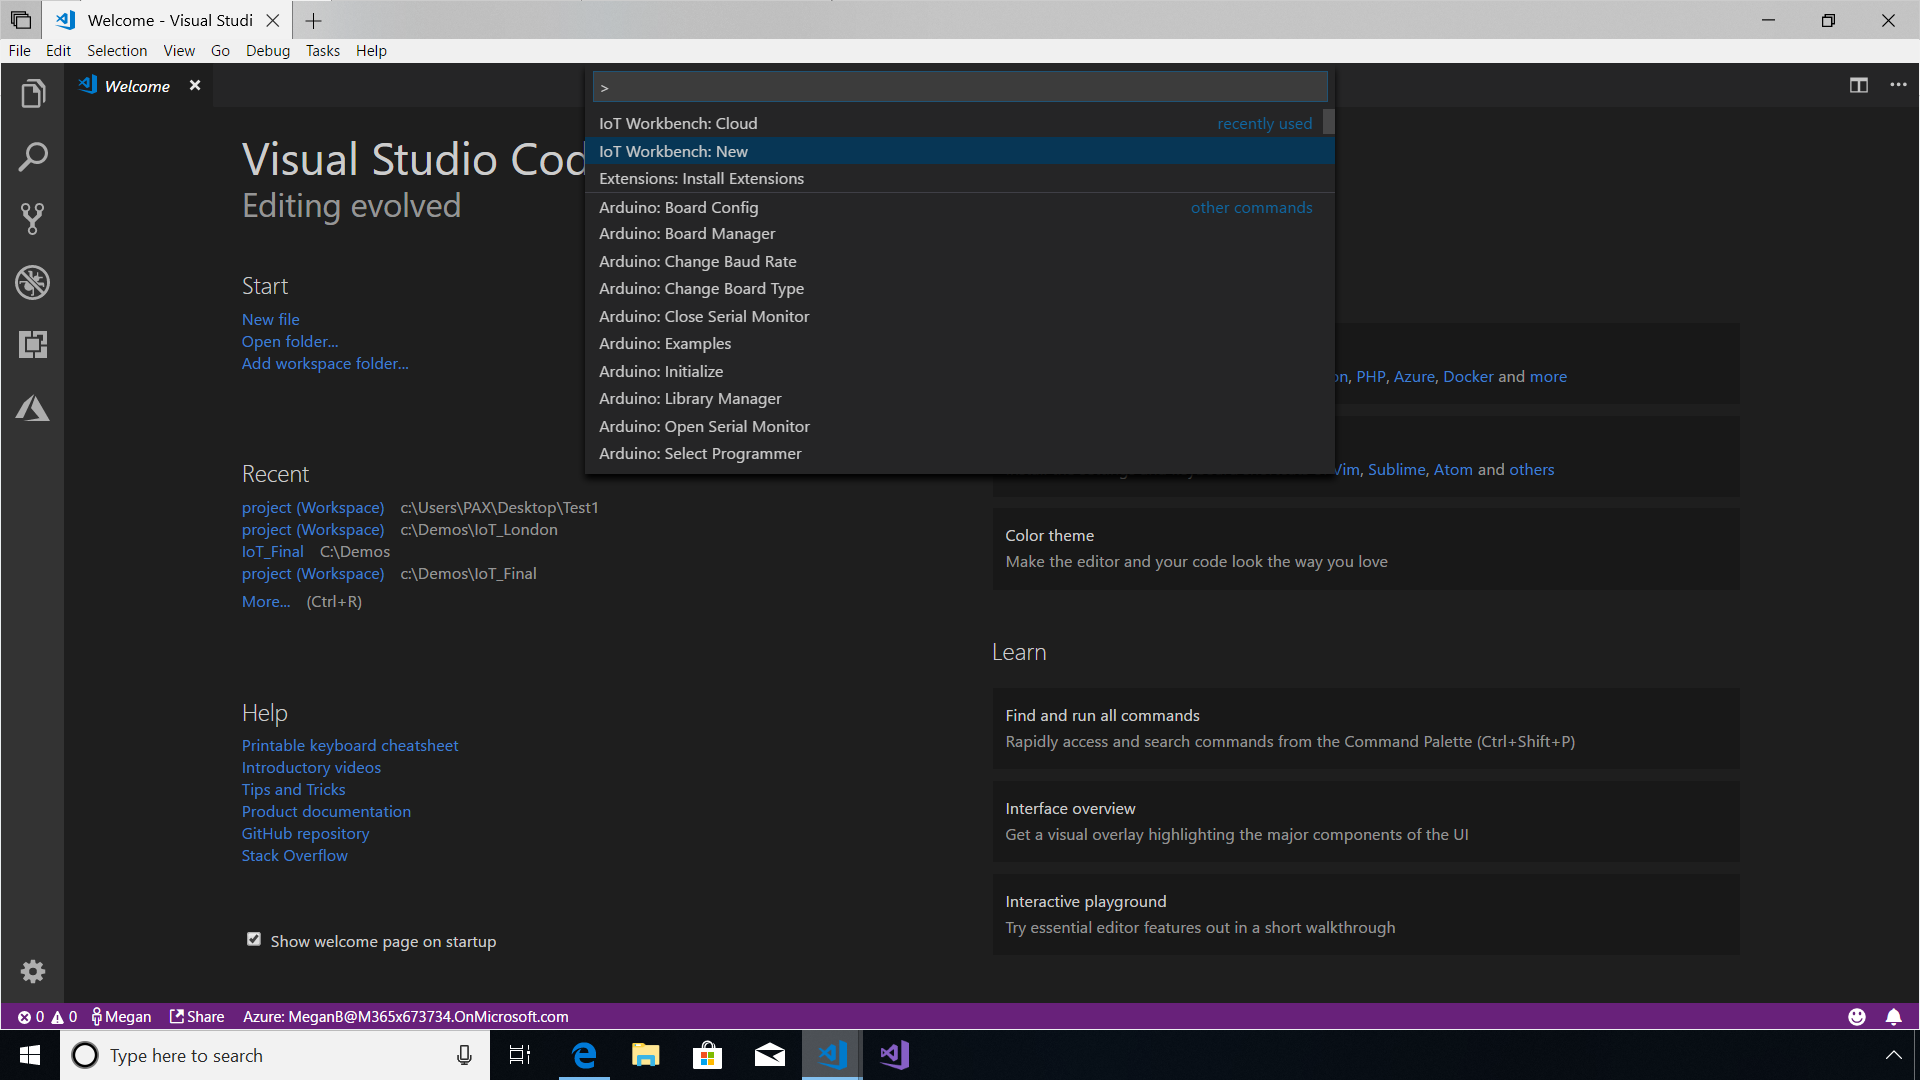 Welcome - Visual Studi
File Edit Selection View Go Debug Tasks Help
Welcome
>
IoT Workbench: Cloud recently used
IoT Workbench: New
Extensions: Install Extensions
Arduino: Board Config other commands
Arduino: Board Manager
Arduino: Change Baud Rate
Arduino: Change Board Type
Arduino: Close Serial Monitor
Arduino: Examples
Arduino: Initialize
Arduino: Library Manager
Arduino: Open Serial Monitor
Arduino: Select Programmer
Visual Studio Cod
Editing evolved
Start
New file
Open folder...
Add workspace folder...
Recent
project (Workspace) c:\Users\PAX\Desktop\Test1
project (Workspace) c:\Demos\IoT_London
IoT_Final C:\Demos
project (Workspace) c:\Demos\IoT_Final
More... (Ctrl+R)
Help
Printable keyboard cheatsheet
Introductory videos
Tips and Tricks
Product documentation
GitHub repository
Stack Overflow
Show welcome page on startup
on, PHP, Azure, Docker and more
Vim, Sublime, Atom and others
Color theme
Make the editor and your code look the way you love
Learn
Find and run all commands
Rapidly access and search commands from the Command Palette (Ctrl+Shift+P)
Interface overview
Get a visual overlay highlighting the major components of the UI
Interactive playground
Try essential editor features out in a short walkthrough
0 0 Megan Share Azure: MeganB@M365x673734.OnMicrosoft.com
Type here to search